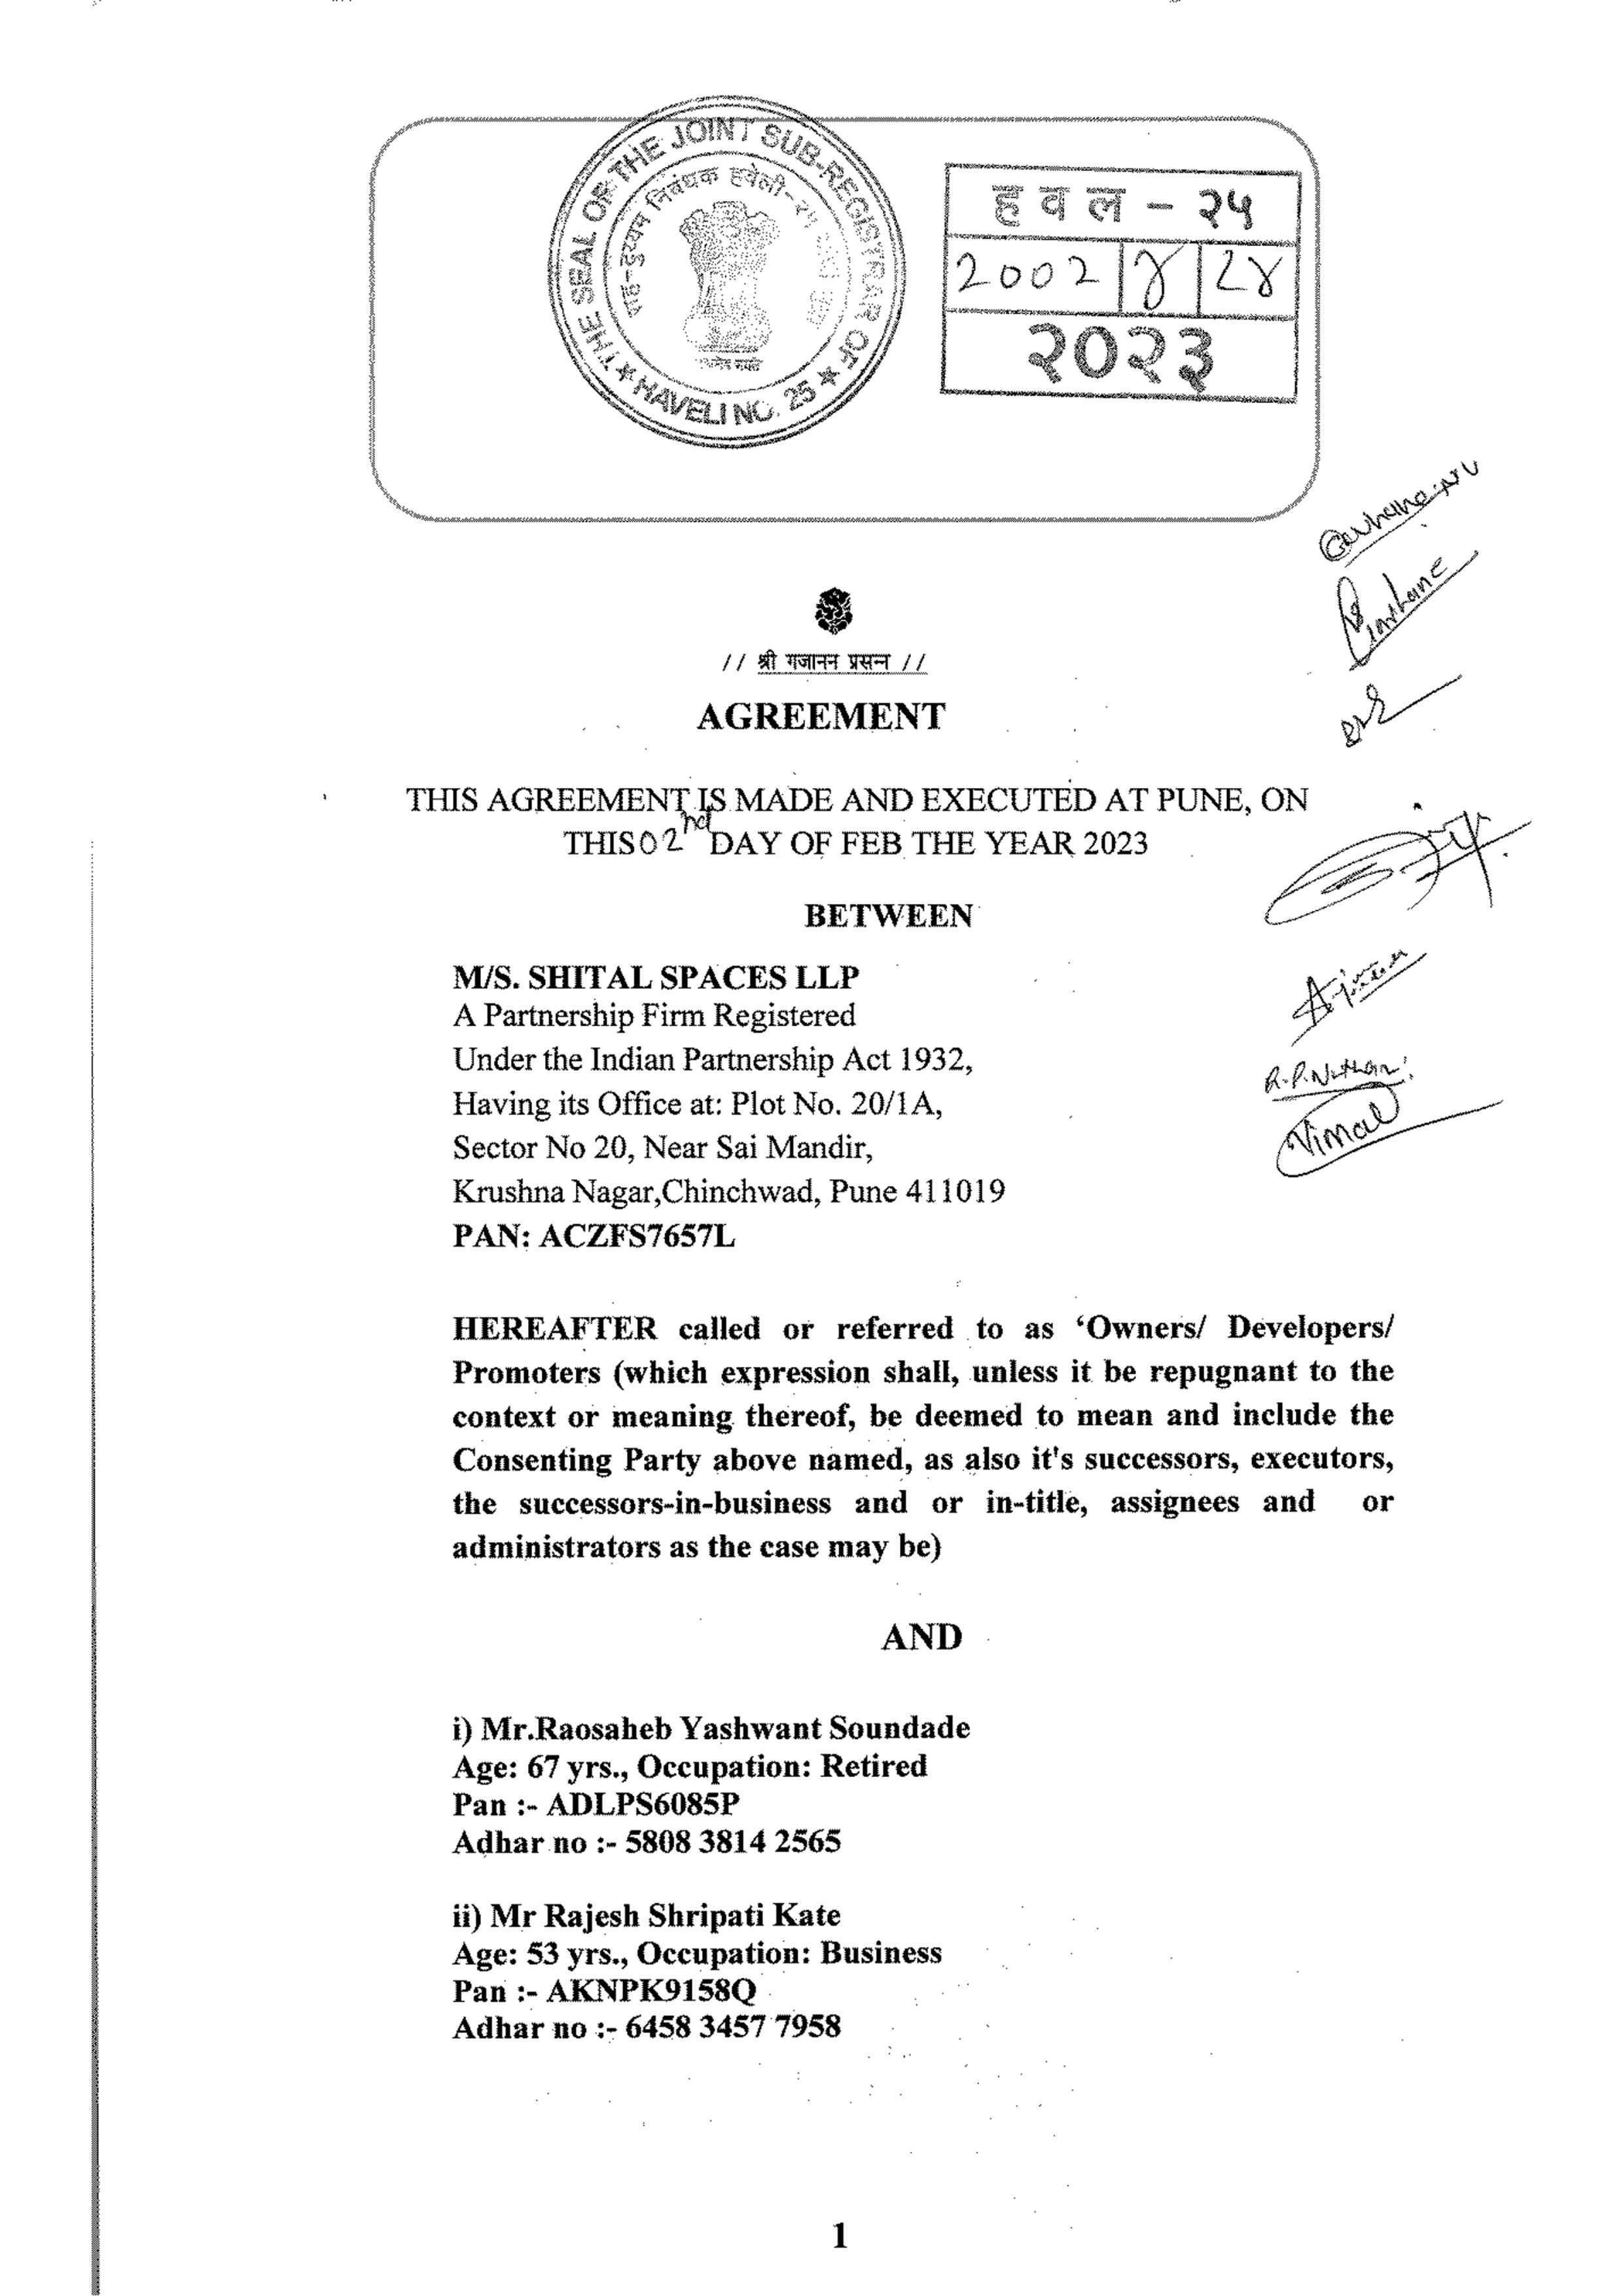 THE SEAL OF THE JOINT SUB-REGISTRAR OF
सह-दुय्यम निबंधक हवेली-२५
★ HAVELI NO. 25 ★
हवल - २५
2002 | ४ | 2४
२०२३
// श्री गजानन प्रसन्न //
AGREEMENT
THIS AGREEMENT IS MADE AND EXECUTED AT PUNE, ON
THIS 02nd DAY OF FEB THE YEAR 2023
BETWEEN
M/S. SHITAL SPACES LLP
A Partnership Firm Registered
Under the Indian Partnership Act 1932,
Having its Office at: Plot No. 20/1A,
Sector No 20, Near Sai Mandir,
R.P.Nathan
Vimal
Krushna Nagar,Chinchwad, Pune 411019
PAN: ACZFS7657L
HEREAFTER called or referred to as ‘Owners/ Developers/
Promoters (which expression shall, unless it be repugnant to the
context or meaning thereof, be deemed to mean and include the
Consenting Party above named, as also it's successors, executors,
the successors-in-business and or in-title, assignees and or
administrators as the case may be)
AND
i) Mr.Raosaheb Yashwant Soundade
Age: 67 yrs., Occupation: Retired
Pan :- ADLPS6085P
Adhar no :- 5808 3814 2565
ii) Mr Rajesh Shripati Kate
Age: 53 yrs., Occupation: Business
Pan :- AKNPK9158Q
Adhar no :- 6458 3457 7958
1